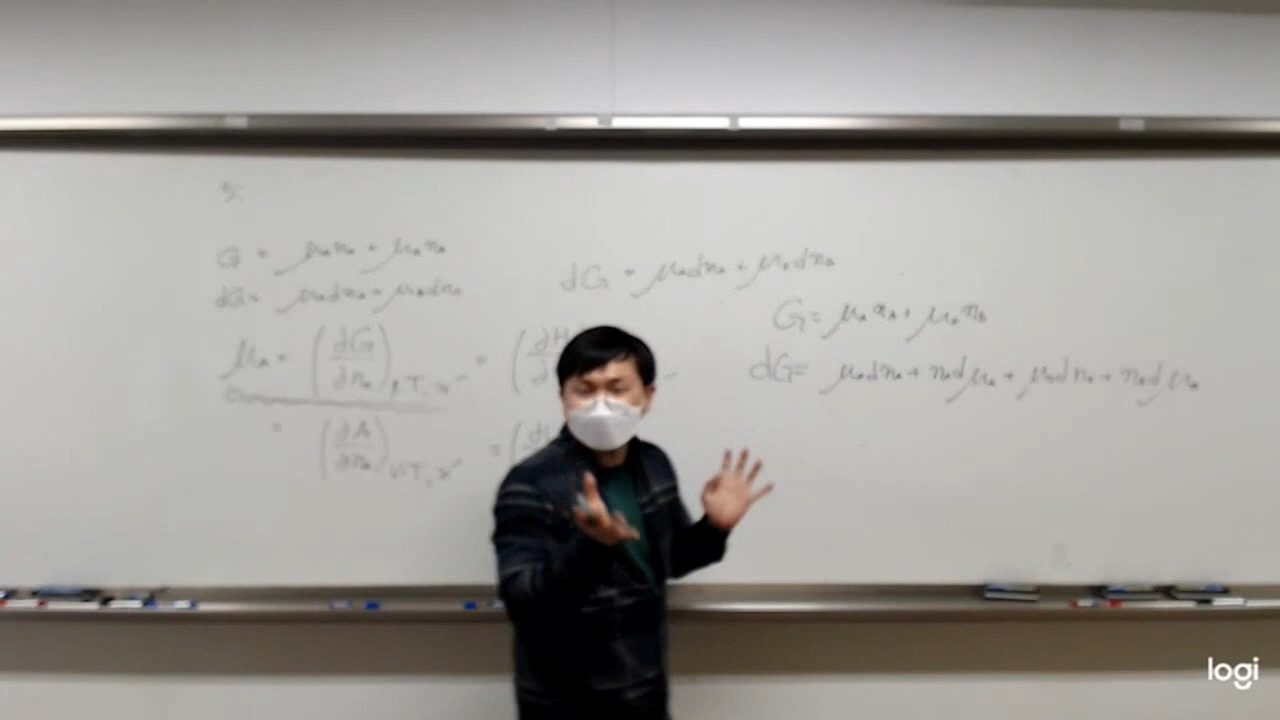 G = μ_A n_A + μ_B n_B
dG = μ_A dn_A + μ_B dn_B
μ_A = (∂G/∂n_A)_{p,T,n'} = (∂H
= (∂A/∂n_A)_{V,T,n'} = (∂U
dG = μ_A dn_A + μ_B dn_B
G = μ_A n_A + μ_B n_B
dG = μ_A dn_A + n_A dμ_A + μ_B dn_B + n_B dμ_B
logi